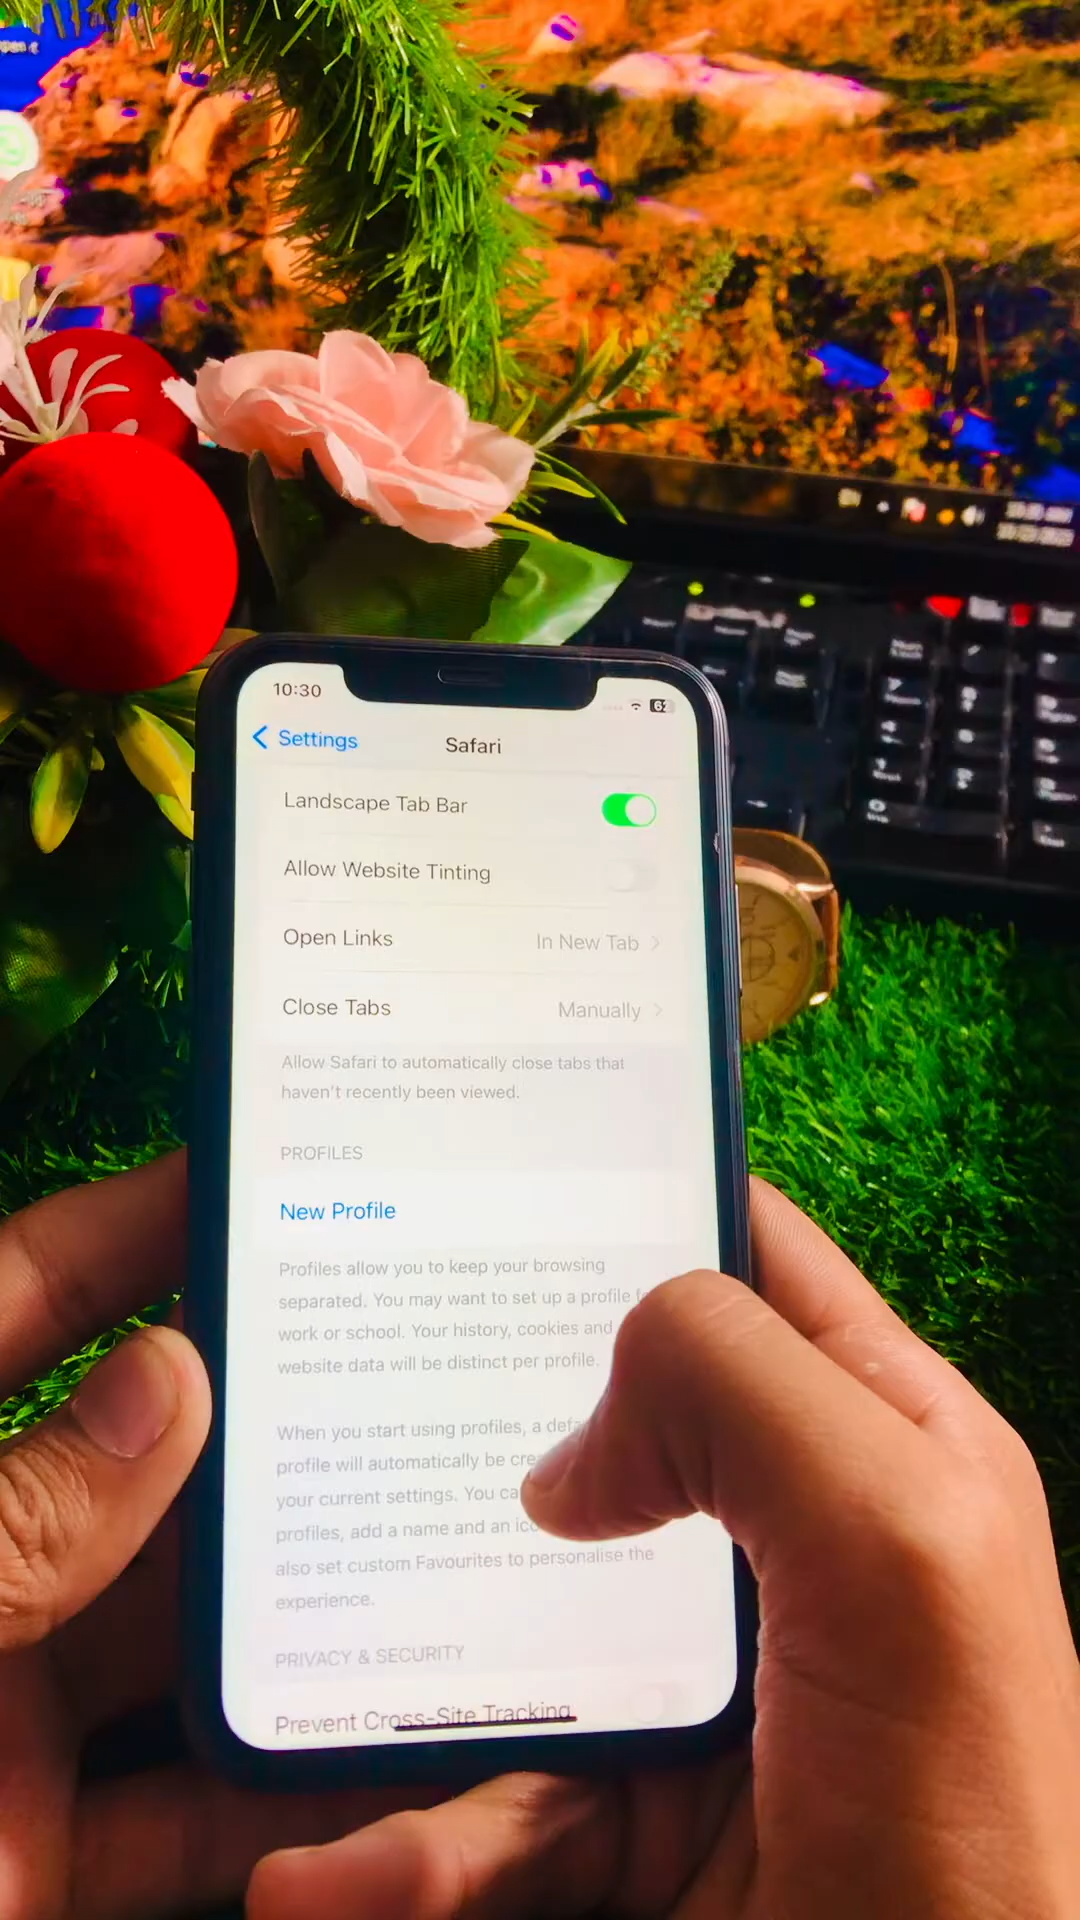 10:30
62
Settings
Safari
Landscape Tab Bar
Allow Website Tinting
Open Links
In New Tab
Close Tabs
Manually
Allow Safari to automatically close tabs that
haven't recently been viewed.
PROFILES
New Profile
Profiles allow you to keep your browsing
separated. You may want to set up a profile
work or school. Your history, cookies and
website data will be distinct per profile.
When you start using profiles, a
profile will automatically be
your current settings. You
profiles, add a name and an
also set custom Favourites to personalise the
experience.
PRIVACY & SECURITY
Prevent Cross-Site Tracking